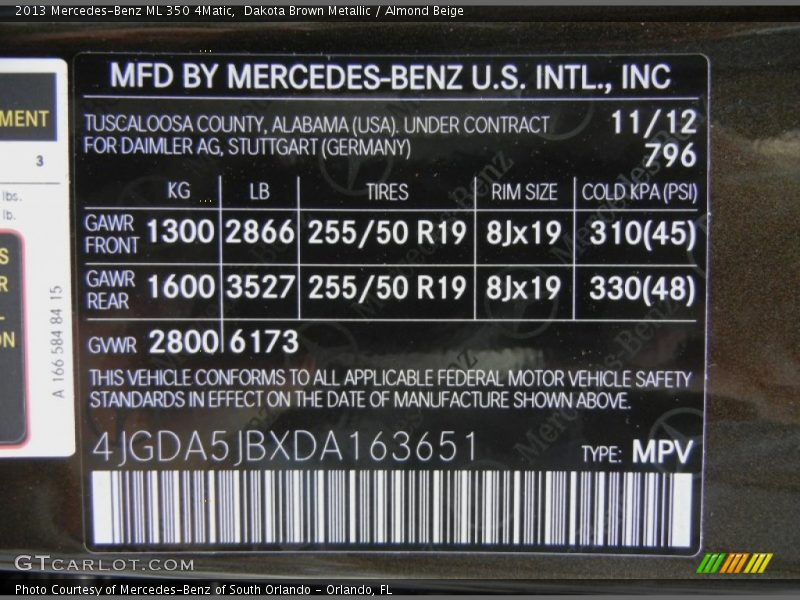 2013 Mercedes-Benz ML 350 4Matic, Dakota Brown Metallic / Almond Beige
MFD BY MERCEDES-BENZ U.S. INTL., INC
MENT
TUSCALOOSA COUNTY, ALABAMA (USA). UNDER CONTRACT 11/12
FOR DAIMLER AG, STUTTGART (GERMANY) 796
3
KG LB TIRES RIM SIZE COLD KPA (PSI)
lbs.
lb.
GAWR FRONT 1300 2866 255/50 R19 8Jx19 310(45)
GAWR REAR 1600 3527 255/50 R19 8Jx19 330(48)
GVWR 2800 6173
A 166 584 84 15
THIS VEHICLE CONFORMS TO ALL APPLICABLE FEDERAL MOTOR VEHICLE SAFETY
STANDARDS IN EFFECT ON THE DATE OF MANUFACTURE SHOWN ABOVE.
4JGDA5JBXDA163651 TYPE: MPV
GTCARLOT.COM
Photo Courtesy of Mercedes-Benz of South Orlando - Orlando, FL